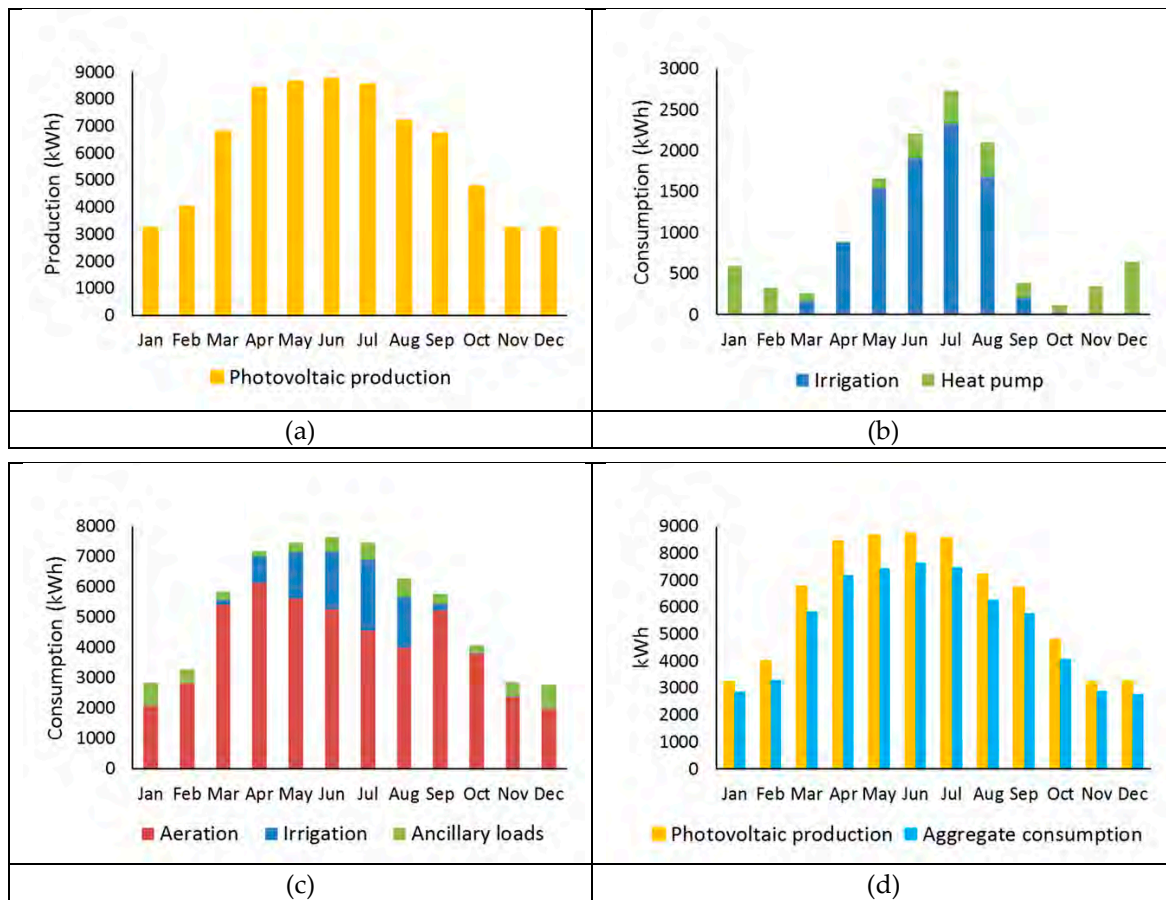 Production (kWh)
9000
8000
7000
6000
5000
4000
3000
2000
1000
0
Jan Feb Mar Apr May Jun Jul Aug Sep Oct Nov Dec
Photovoltaic production
(a)
Consumption (kWh)
3000
2500
2000
1500
1000
500
0
Jan Feb Mar Apr May Jun Jul Aug Sep Oct Nov Dec
Irrigation Heat pump
(b)
Consumption (kWh)
8000
7000
6000
5000
4000
3000
2000
1000
0
Jan Feb Mar Apr May Jun Jul Aug Sep Oct Nov Dec
Aeration Irrigation Ancillary loads
(c)
kWh
9000
8000
7000
6000
5000
4000
3000
2000
1000
0
Jan Feb Mar Apr May Jun Jul Aug Sep Oct Nov Dec
Photovoltaic production Aggregate consumption
(d)